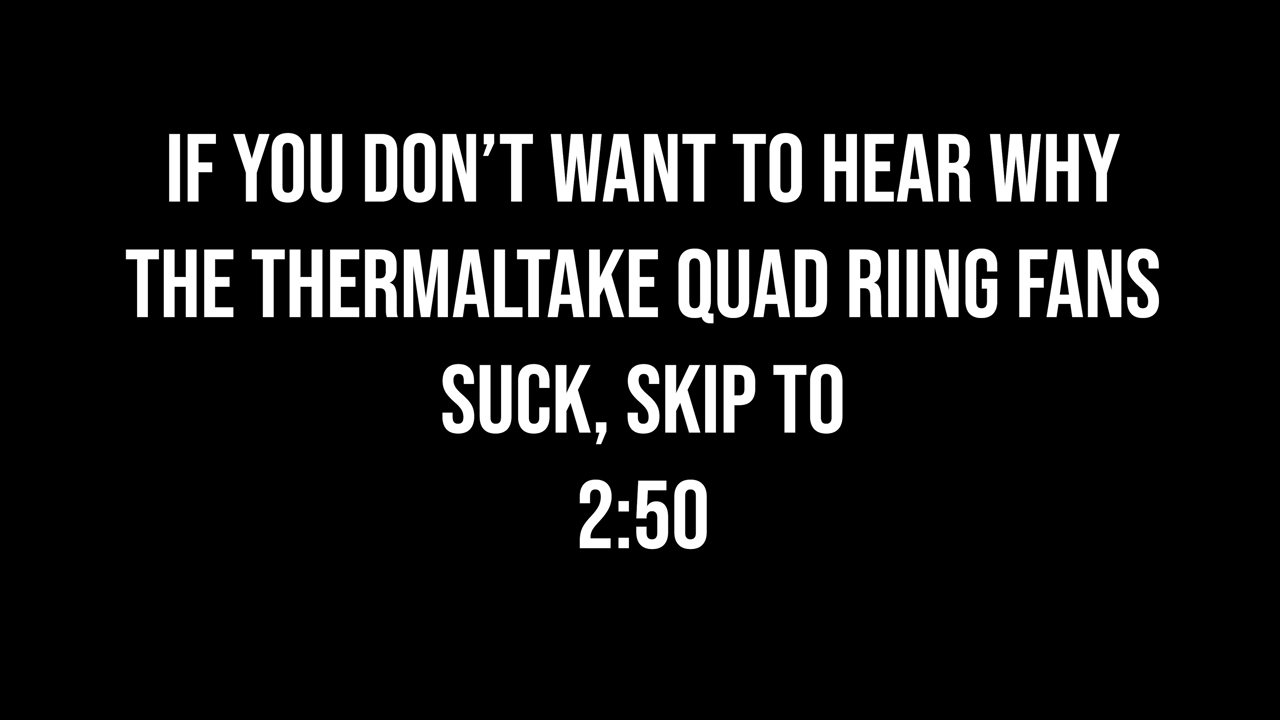 IF YOU DON’T WANT TO HEAR WHY
THE THERMALTAKE QUAD RIING FANS
SUCK, SKIP TO
2:50